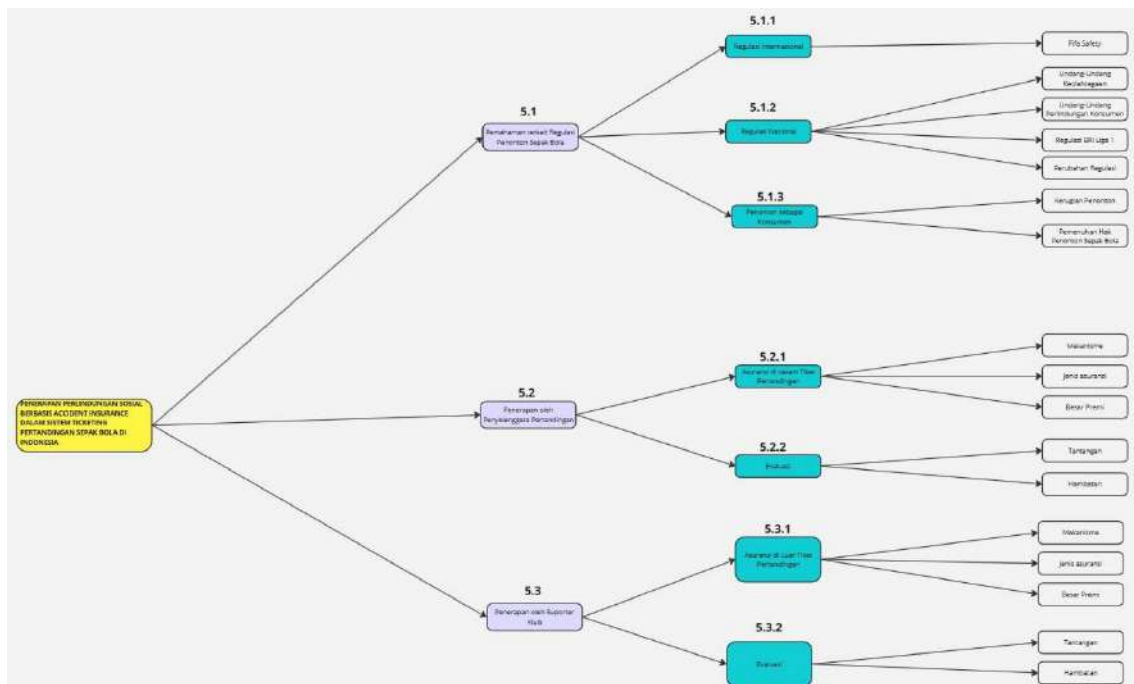 5.1.1
Regulasi Internasional
Fifa Safety
5.1
Pemahaman terkait Regulasi
Penonton Sepak Bola
5.1.2
Regulasi Nasional
Undang-Undang
Keolahragaan
Undang-Undang
Perlindungan Konsumen
Regulasi BRI Liga 1
Perubahan Regulasi
5.1.3
Penonton sebagai
Konsumen
Kerugian Penonton
Pemenuhan Hak
Penonton Sepak Bola
PENERAPAN PERLINDUNGAN SOSIAL
BERBASIS ACCIDENT INSURANCE
DALAM SISTEM TICKETING
PERTANDINGAN SEPAK BOLA DI
INDONESIA
5.2
Penerapan oleh
Penyelenggara Pertandingan
5.2.1
Asuransi di dalam Tiket
Pertandingan
Mekanisme
Jenis asuransi
Besar Premi
5.2.2
Evaluasi
Tantangan
Hambatan
5.3
Penerapan oleh Suporter
Klub
5.3.1
Asuransi di Luar Tiket
Pertandingan
Mekanisme
Jenis asuransi
Besar Premi
5.3.2
Evaluasi
Tantangan
Hambatan